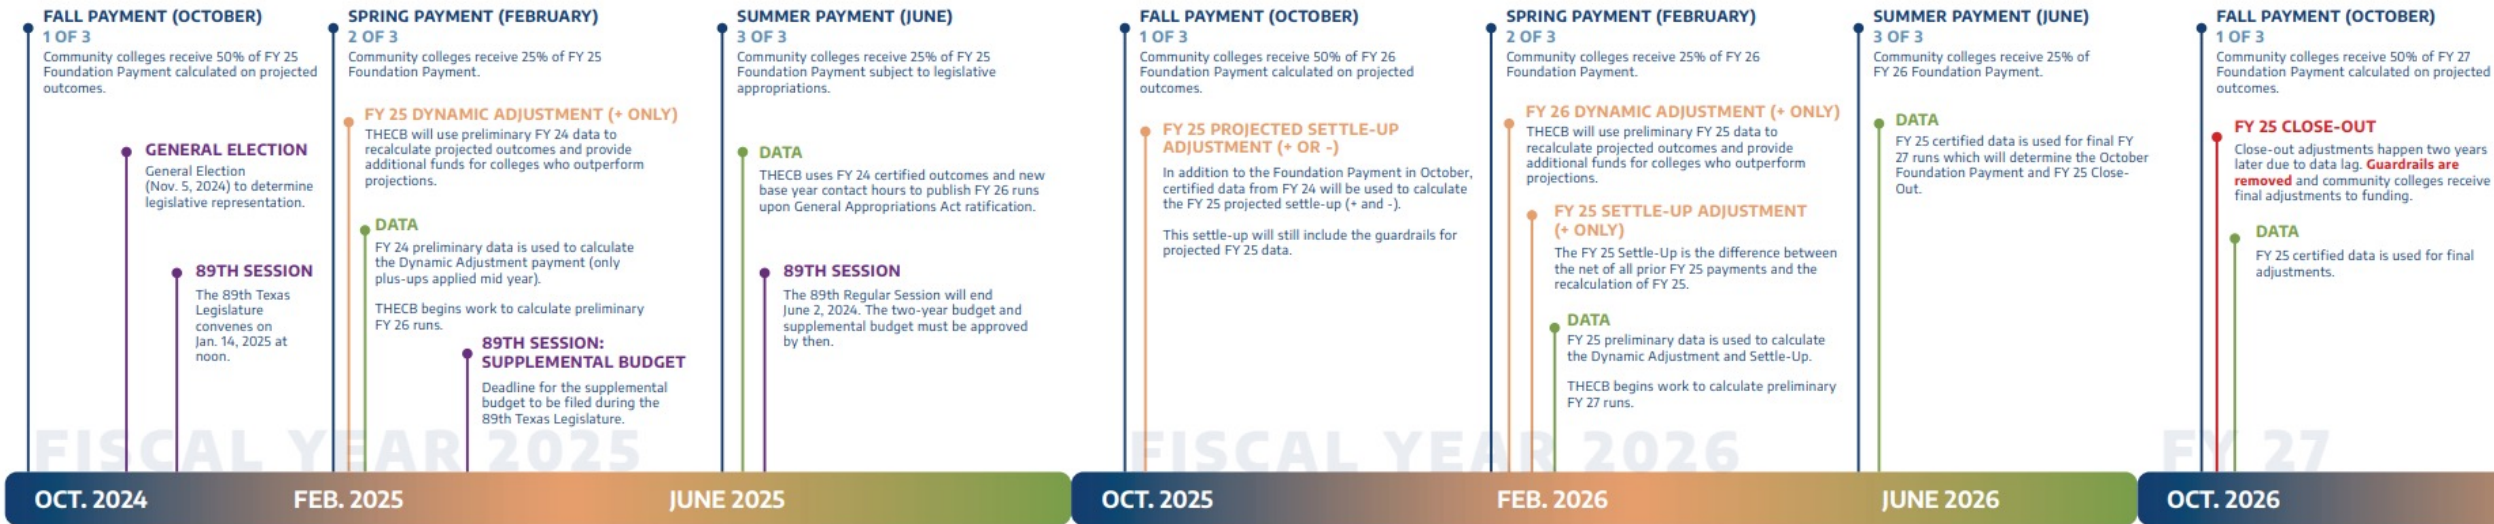 FALL PAYMENT (OCTOBER)
1 OF 3
Community colleges receive 50% of FY 25
Foundation Payment calculated on projected
outcomes.
GENERAL ELECTION
General Election
(Nov. 5, 2024) to determine
legislative representation.
89TH SESSION
The 89th Texas
Legislature
convenes on
Jan. 14, 2025 at
noon.
SPRING PAYMENT (FEBRUARY)
2 OF 3
Community colleges receive 25% of FY 25
Foundation Payment.
FY 25 DYNAMIC ADJUSTMENT (+ ONLY)
THECB will use preliminary FY 24 data to
recalculate projected outcomes and provide
additional funds for colleges who outperform
projections.
DATA
FY 24 preliminary data is used to calculate
the Dynamic Adjustment payment (only
plus-ups applied mid year).
THECB begins work to calculate preliminary
FY 26 runs.
89TH SESSION:
SUPPLEMENTAL BUDGET
Deadline for the supplemental
budget to be filed during the
89th Texas Legislature.
SUMMER PAYMENT (JUNE)
3 OF 3
Community colleges receive 25% of FY 25
Foundation Payment subject to legislative
appropriations.
DATA
THECB uses FY 24 certified outcomes and new
base year contact hours to publish FY 26 runs
upon General Appropriations Act ratification.
89TH SESSION
The 89th Regular Session will end
June 2, 2024. The two-year budget and
supplemental budget must be approved
by then.
FISCAL YEAR 2025
OCT. 2024
FEB. 2025
JUNE 2025
FALL PAYMENT (OCTOBER)
1 OF 3
Community colleges receive 50% of FY 26
Foundation Payment calculated on projected
outcomes.
FY 25 PROJECTED SETTLE-UP
ADJUSTMENT (+ OR -)
In addition to the Foundation Payment in October,
certified data from FY 24 will be used to calculate
the FY 25 projected settle-up (+ and -).
This settle-up will still include the guardrails for
projected FY 25 data.
SPRING PAYMENT (FEBRUARY)
2 OF 3
Community colleges receive 25% of FY 26
Foundation Payment.
FY 26 DYNAMIC ADJUSTMENT (+ ONLY)
THECB will use preliminary FY 25 data to
recalculate projected outcomes and provide
additional funds for colleges who outperform
projections.
FY 25 SETTLE-UP ADJUSTMENT
(+ ONLY)
The FY 25 Settle-Up is the difference between
the net of all prior FY 25 payments and the
recalculation of FY 25.
DATA
FY 25 preliminary data is used to calculate
the Dynamic Adjustment and Settle-Up.
THECB begins work to calculate preliminary
FY 27 runs.
SUMMER PAYMENT (JUNE)
3 OF 3
Community colleges receive 25% of
FY 26 Foundation Payment.
DATA
FY 25 certified data is used for final FY
27 runs which will determine the October
Foundation Payment and FY 25 Close-
Out.
FISCAL YEAR 2026
OCT. 2025
FEB. 2026
JUNE 2026
FALL PAYMENT (OCTOBER)
1 OF 3
Community colleges receive 50% of FY 27
Foundation Payment calculated on projected
outcomes.
FY 25 CLOSE-OUT
Close-out adjustments happen two years
later due to data lag. Guardrails are
removed and community colleges receive
final adjustments to funding.
DATA
FY 25 certified data is used for final
adjustments.
FY 27
OCT. 2026